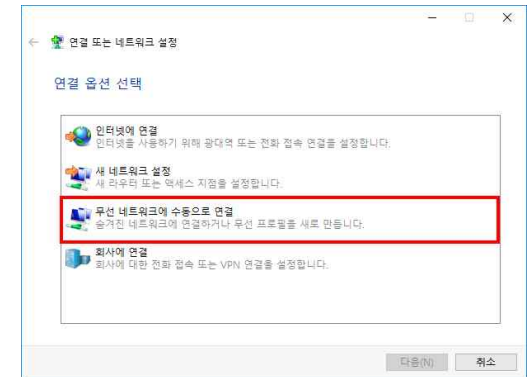 연결 또는 네트워크 설정
연결 옵션 선택
인터넷에 연결
인터넷을 사용하기 위해 광대역 또는 전화 접속 연결을 설정합니다.
새 네트워크 설정
새 라우터 또는 액세스 지점을 설정합니다.
무선 네트워크에 수동으로 연결
숨겨진 네트워크에 연결하거나 무선 프로필을 새로 만듭니다.
회사에 연결
회사에 대한 전화 접속 또는 VPN 연결을 설정합니다.
다음(N)
취소